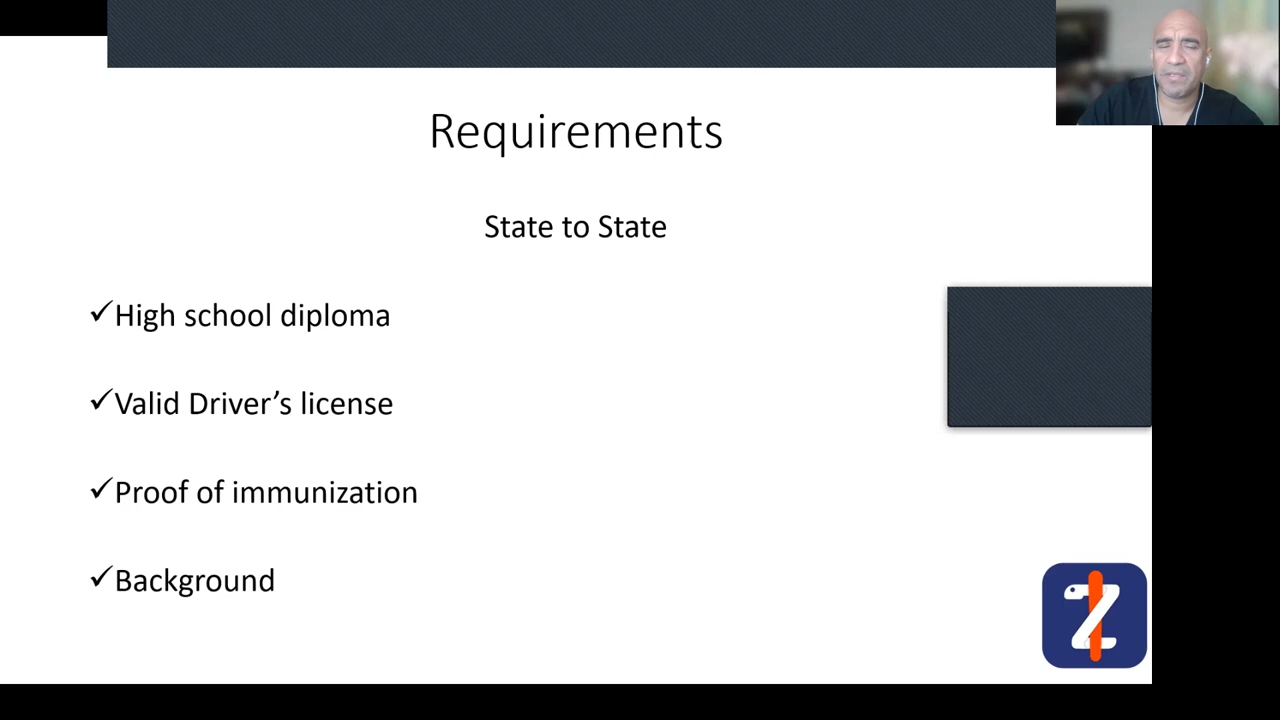 Requirements
State to State
✓High school diploma
✓Valid Driver’s license
✓Proof of immunization
✓Background